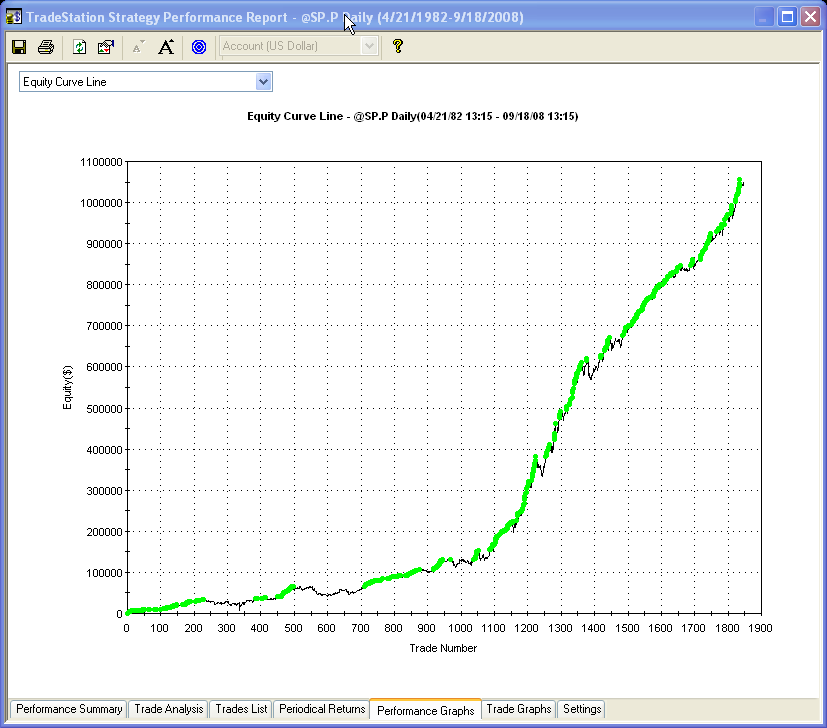 TradeStation Strategy Performance Report - @SP.P Daily (4/21/1982-9/18/2008)
A A Account (US Dollar) ?
Equity Curve Line
Equity Curve Line - @SP.P Daily(04/21/82 13:15 - 09/18/08 13:15)
1100000
1000000
900000
800000
700000
600000
500000
400000
300000
200000
100000
0
Equity($)
0 100 200 300 400 500 600 700 800 900 1000 1100 1200 1300 1400 1500 1600 1700 1800 1900
Trade Number
Performance Summary Trade Analysis Trades List Periodical Returns Performance Graphs Trade Graphs Settings